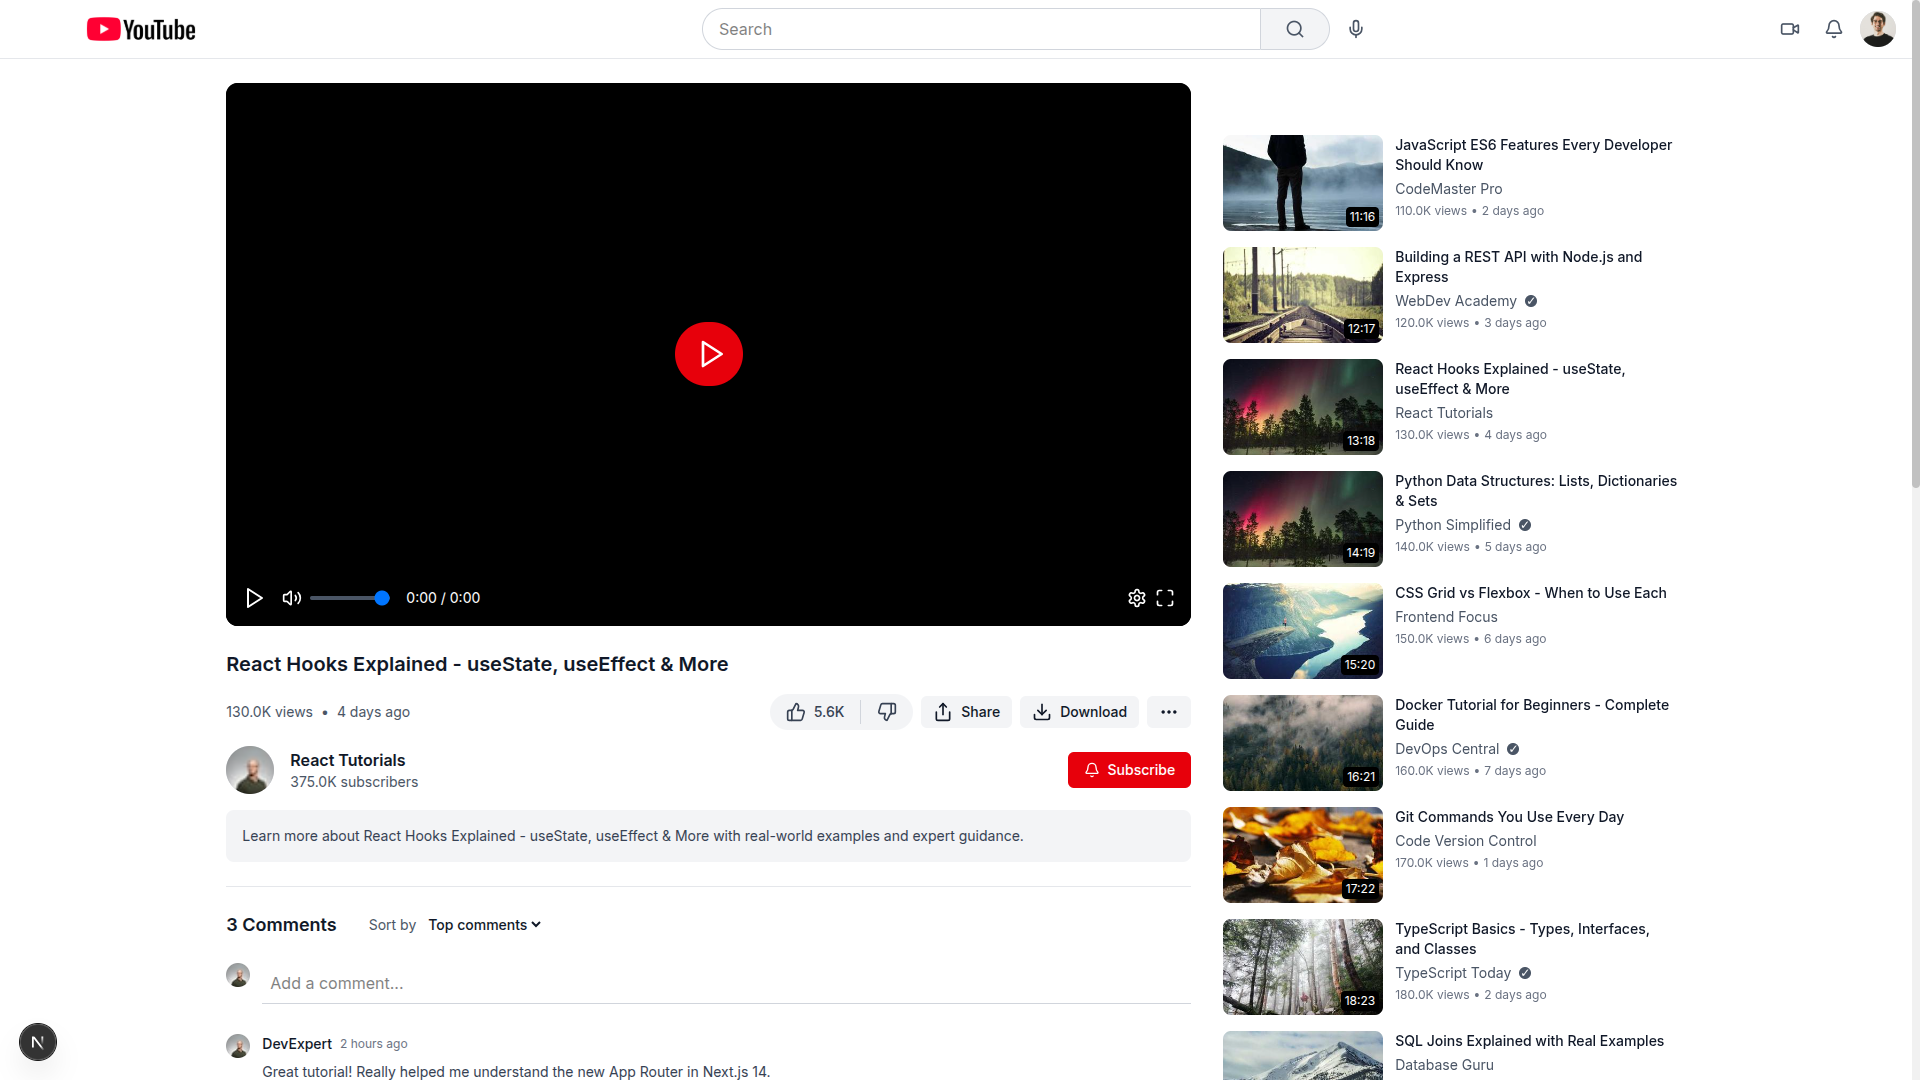 YouTube
Search
0:00 / 0:00
React Hooks Explained - useState, useEffect & More
130.0K views • 4 days ago
5.6K
Share
Download
React Tutorials
375.0K subscribers
Subscribe
Learn more about React Hooks Explained - useState, useEffect & More with real-world examples and expert guidance.
3 Comments
Sort by
Top comments
Add a comment...
DevExpert 2 hours ago
Great tutorial! Really helped me understand the new App Router in Next.js 14.
N
11:16
JavaScript ES6 Features Every Developer
Should Know
CodeMaster Pro
110.0K views • 2 days ago
12:17
Building a REST API with Node.js and
Express
WebDev Academy
120.0K views • 3 days ago
13:18
React Hooks Explained - useState,
useEffect & More
React Tutorials
130.0K views • 4 days ago
14:19
Python Data Structures: Lists, Dictionaries
& Sets
Python Simplified
140.0K views • 5 days ago
15:20
CSS Grid vs Flexbox - When to Use Each
Frontend Focus
150.0K views • 6 days ago
16:21
Docker Tutorial for Beginners - Complete
Guide
DevOps Central
160.0K views • 7 days ago
17:22
Git Commands You Use Every Day
Code Version Control
170.0K views • 1 days ago
18:23
TypeScript Basics - Types, Interfaces,
and Classes
TypeScript Today
180.0K views • 2 days ago
SQL Joins Explained with Real Examples
Database Guru